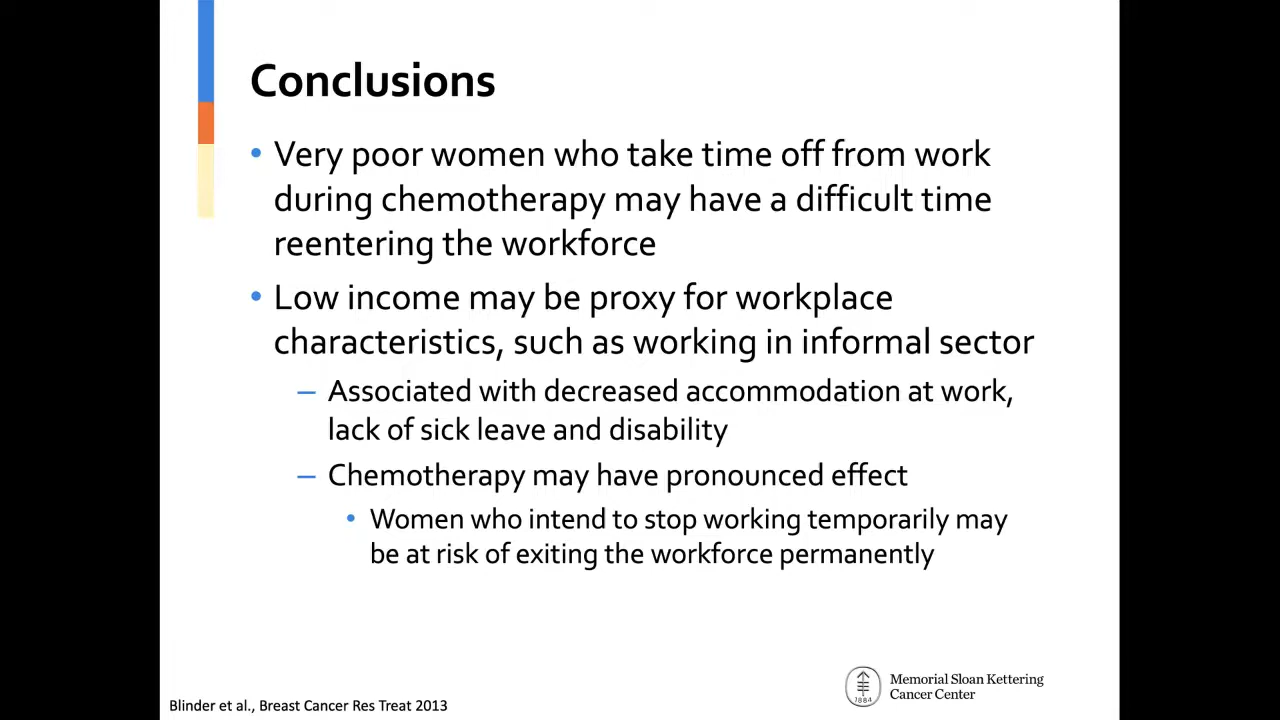 Conclusions
• Very poor women who take time off from work
during chemotherapy may have a difficult time
reentering the workforce
• Low income may be proxy for workplace
characteristics, such as working in informal sector
– Associated with decreased accommodation at work,
lack of sick leave and disability
– Chemotherapy may have pronounced effect
• Women who intend to stop working temporarily may
be at risk of exiting the workforce permanently
Memorial Sloan Kettering
Cancer Center
1884
Blinder et al., Breast Cancer Res Treat 2013